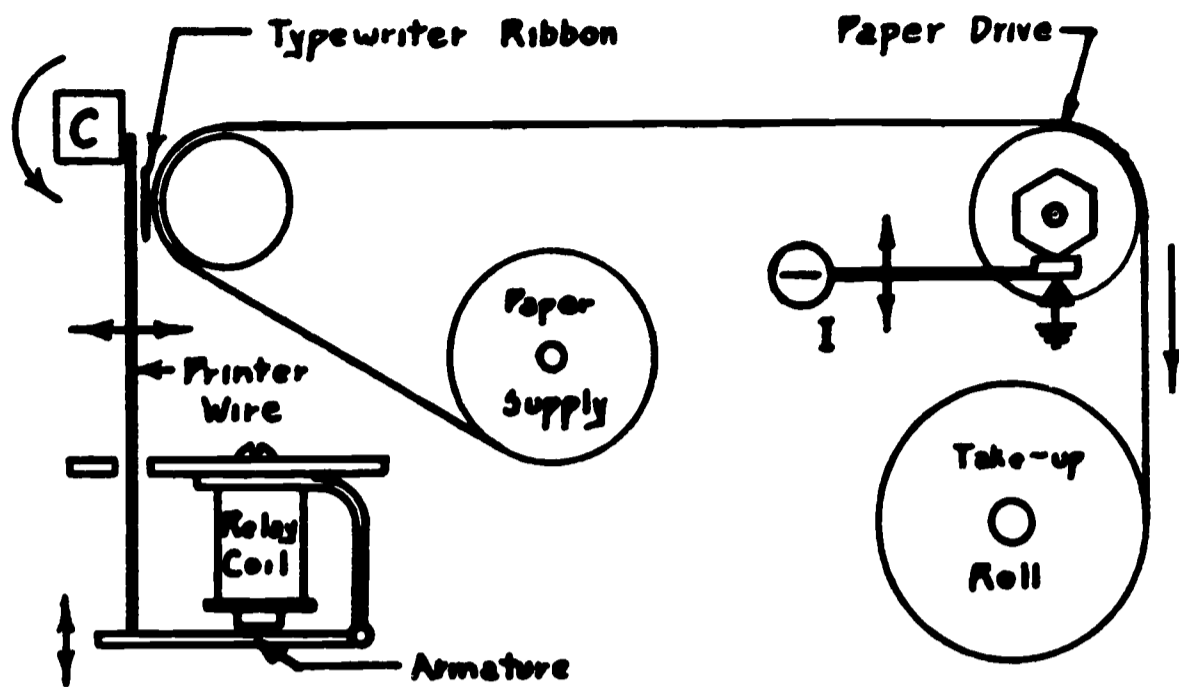 Typewriter Ribbon
Paper Drive
C
Paper
Supply
I
Printer
Wire
Take-up
Roll
Relay
Coil
Armature